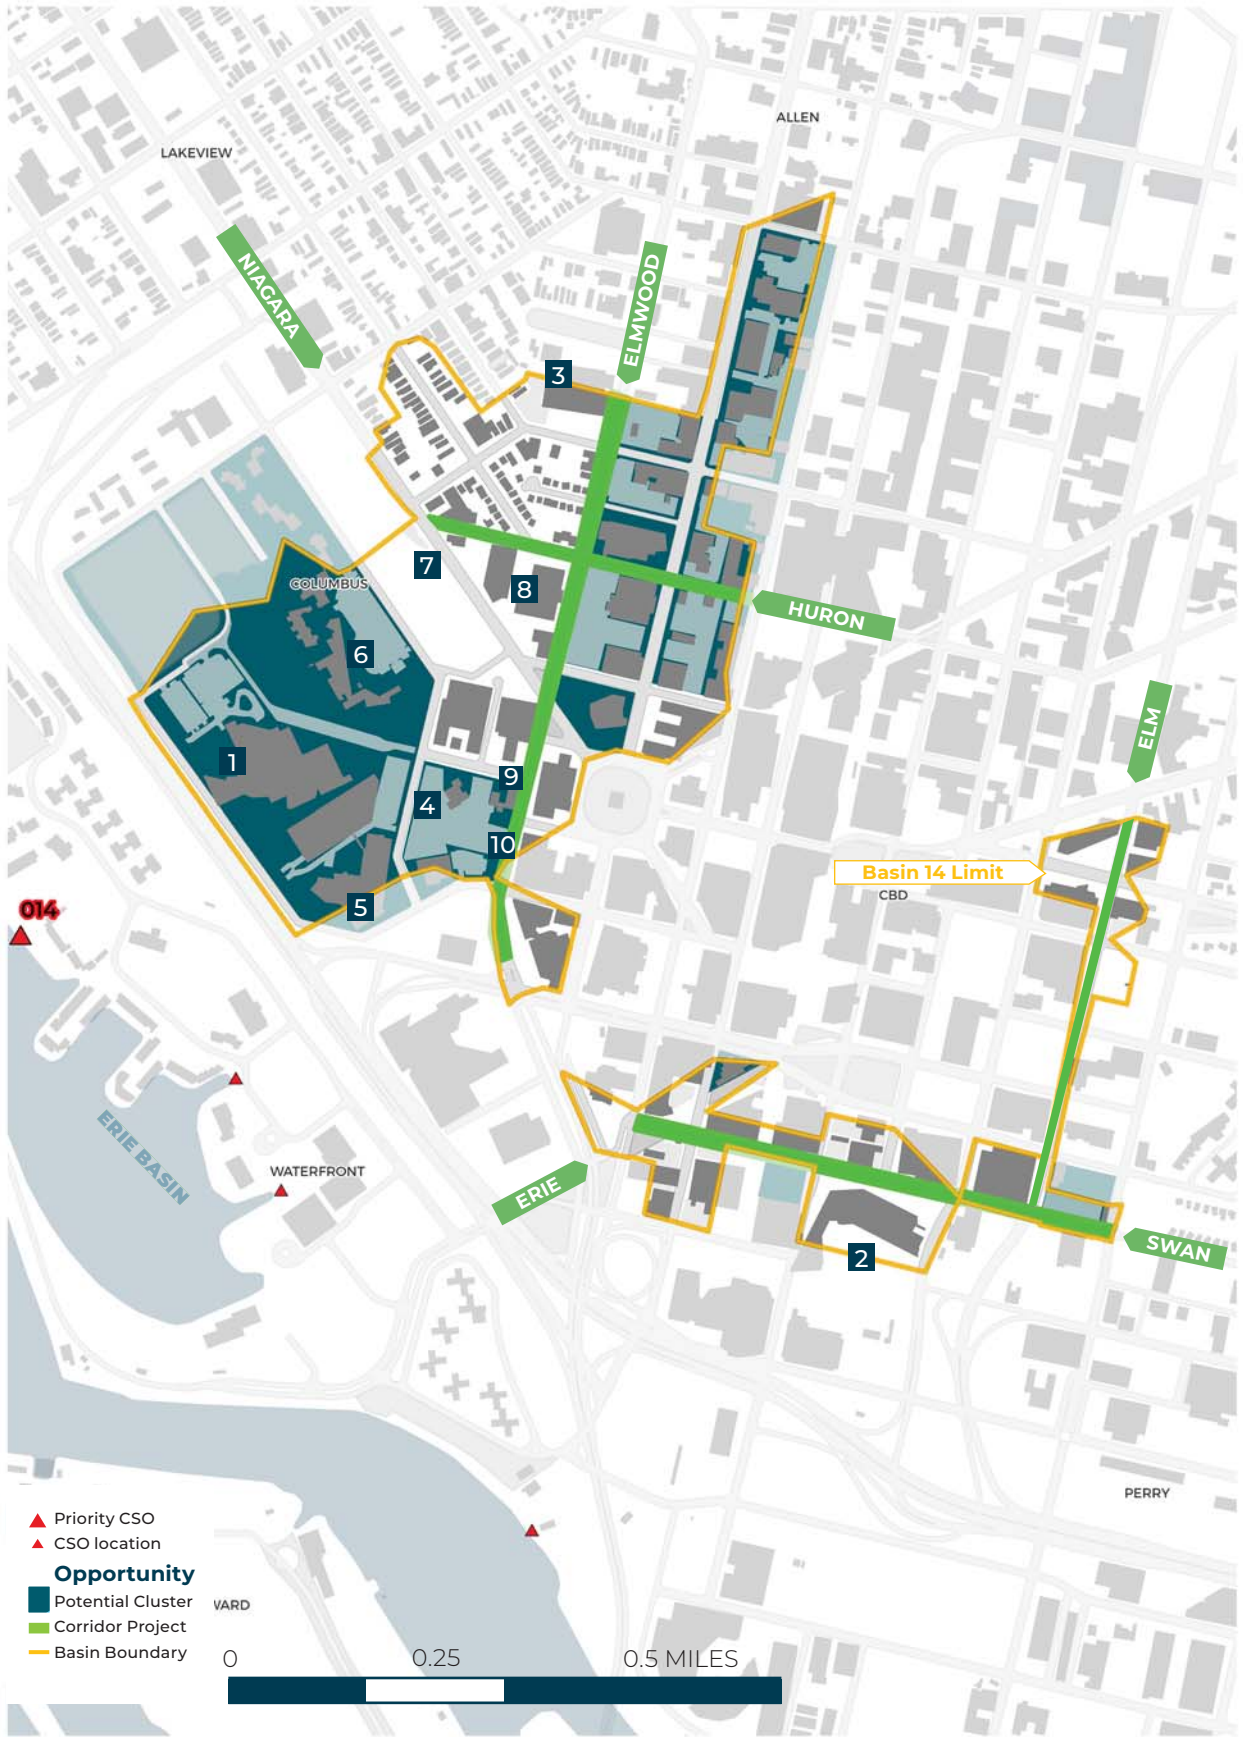 ALLEN
LAKEVIEW
NIAGARA
ELMWOOD
3
7
8
COLUMBUS
HURON
6
ELM
1
9
4
10
Basin 14 Limit
CBD
5
014
ERIE BASIN
WATERFRONT
ERIE
SWAN
2
PERRY
Priority CSO
CSO location
Opportunity
Potential Cluster
Corridor Project
Basin Boundary
WARD
0
0.25
0.5 MILES